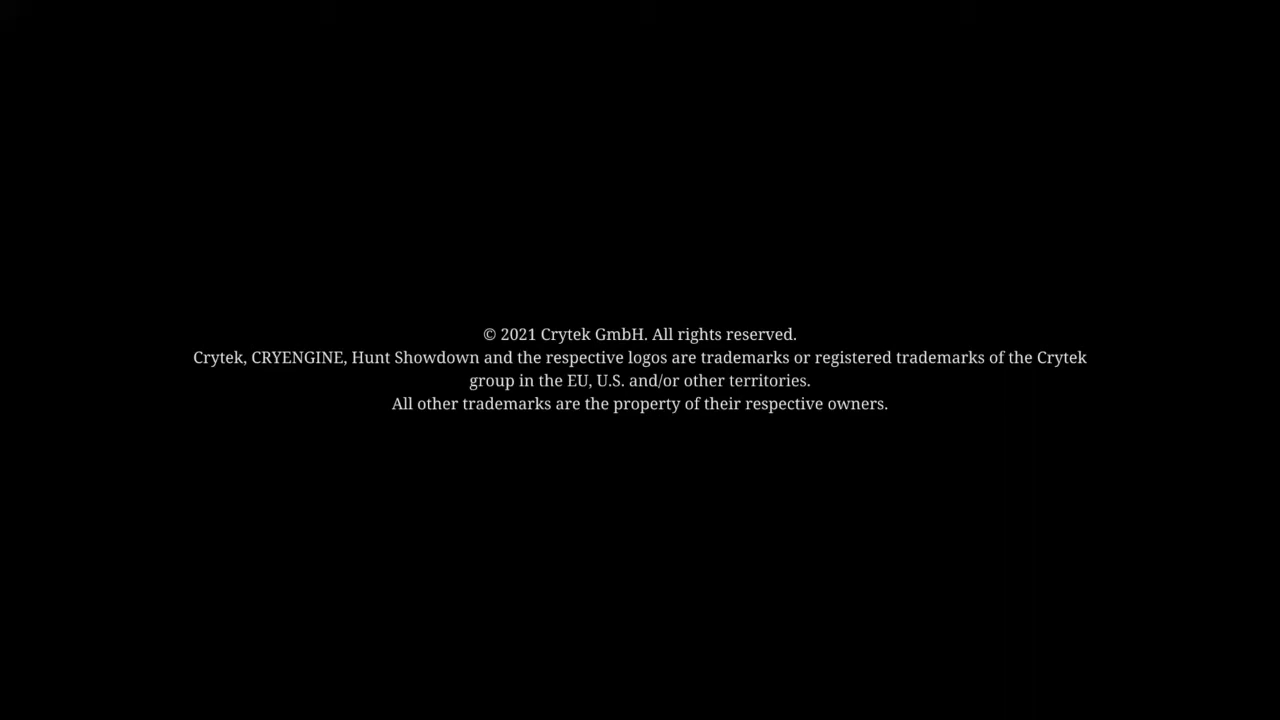 © 2021 Crytek GmbH. All rights reserved.
Crytek, CRYENGINE, Hunt Showdown and the respective logos are trademarks or registered trademarks of the Crytek
group in the EU, U.S. and/or other territories.
All other trademarks are the property of their respective owners.